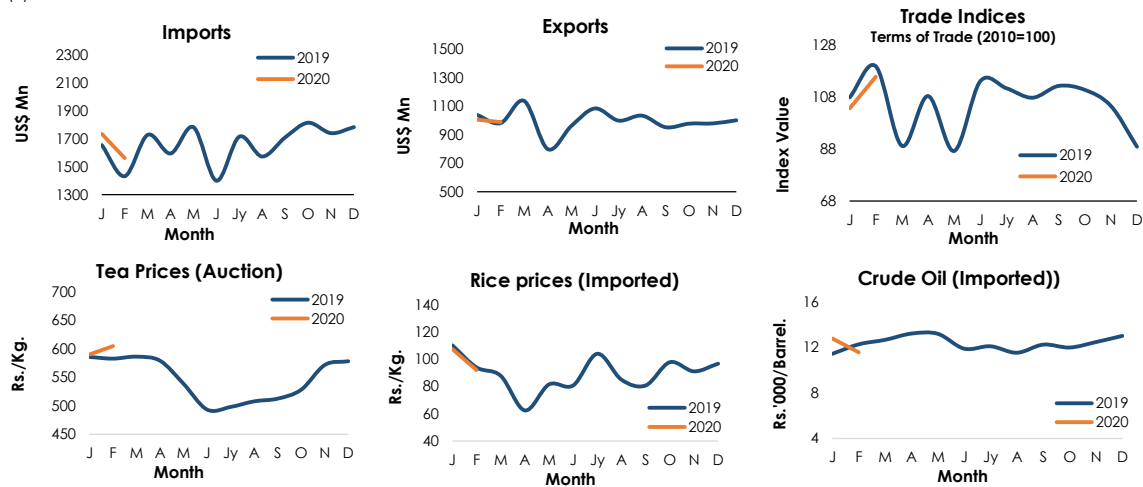 Imports
US$ Mn
2300
2100
1900
1700
1500
1300
2019
2020
J F M A M J Jy A S O N D
Month
Exports
US$ Mn
1500
1300
1100
900
700
500
2019
2020
J F M A M J Jy A S O N D
Month
Trade Indices
Terms of Trade (2010=100)
Index Value
128
108
88
68
2019
2020
J F M A M J Jy A S O N D
Month
Tea Prices (Auction)
Rs./Kg.
700
650
600
550
500
450
2019
2020
J F M A M J Jy A S O N D
Month
Rice prices (Imported)
Rs./Kg.
140
120
100
80
60
40
2019
2020
J F M A M J Jy A S O N D
Month
Crude Oil (Imported))
Rs.'000/Barrel.
16
12
8
4
2019
2020
J F M A M J Jy A S O N D
Month